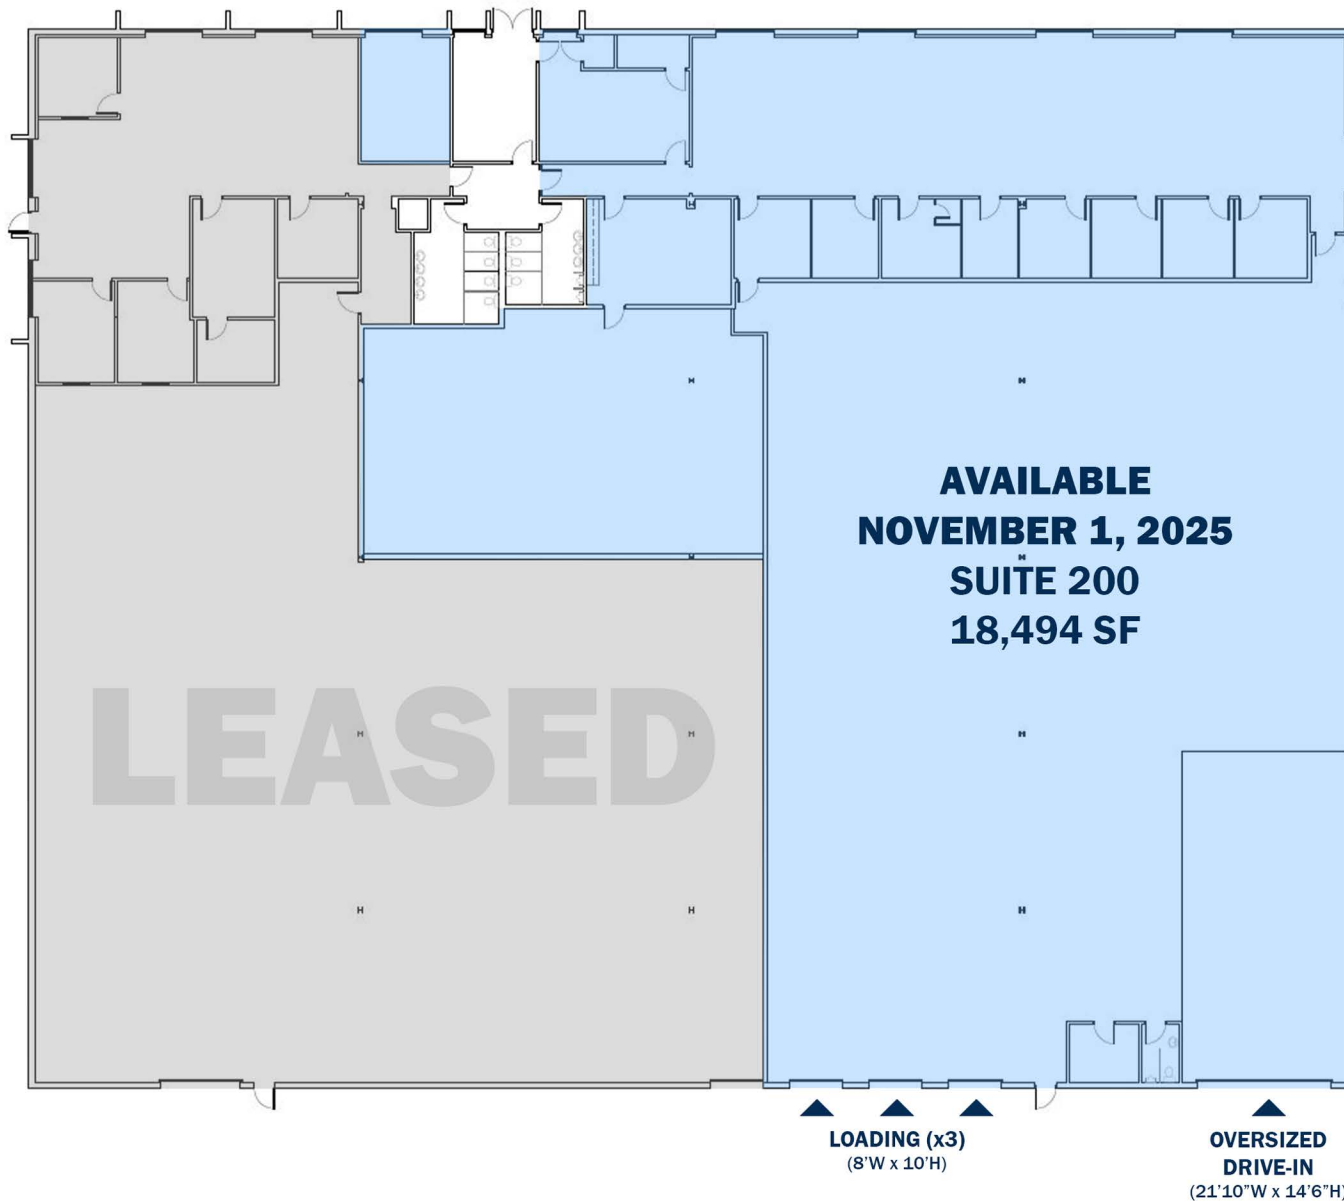 AVAILABLE
NOVEMBER 1, 2025
SUITE 200
18,494 SF
LEASED
LOADING (x3)
(8'W x 10'H)
OVERSIZED
DRIVE-IN
(21'10"W x 14'6"H)